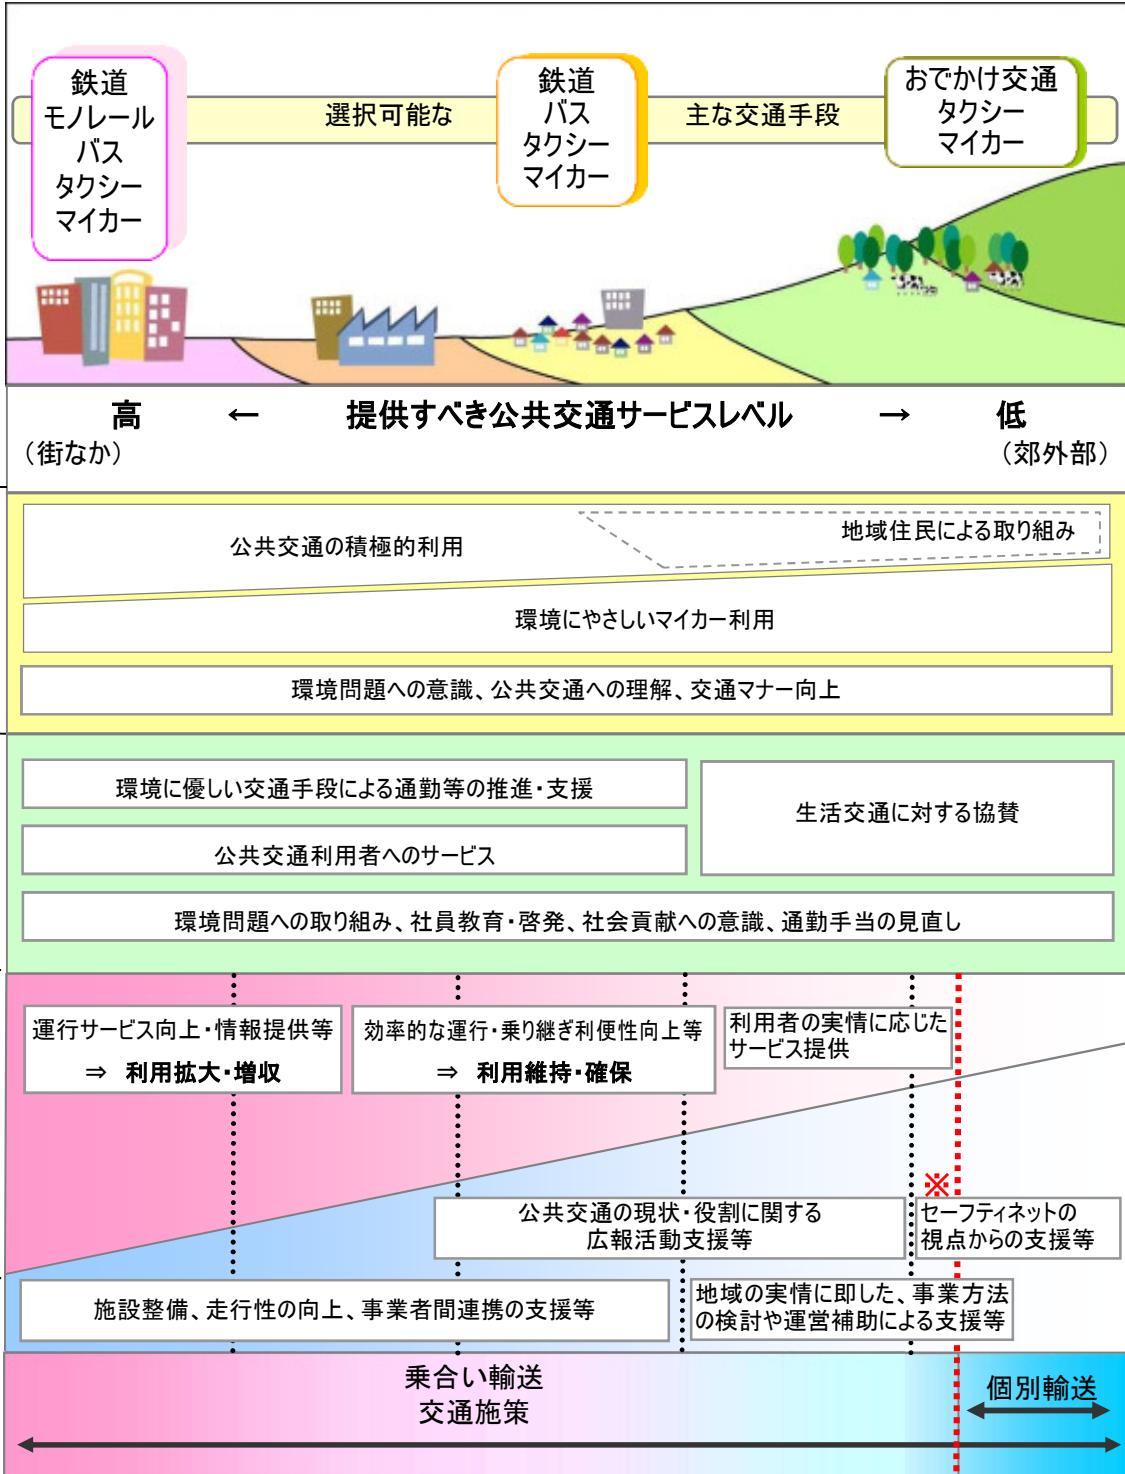 鉄道
モノレール
バス
タクシー
マイカー
選択可能な
鉄道
バス
タクシー
マイカー
主な交通手段
おでかけ交通
タクシー
マイカー
高 ← 提供すべき公共交通サービスレベル → 低
（街なか）
（郊外部）
公共交通の積極的利用
地域住民による取り組み
環境にやさしいマイカー利用
環境問題への意識、公共交通への理解、交通マナー向上
環境に優しい交通手段による通勤等の推進・支援
公共交通利用者へのサービス
生活交通に対する協賛
環境問題への取り組み、社員教育・啓発、社会貢献への意識、通勤手当の見直し
運行サービス向上・情報提供等
⇒ 利用拡大・増収
効率的な運行・乗り継ぎ利便性向上等
⇒ 利用維持・確保
利用者の実情に応じた
サービス提供
※
公共交通の現状・役割に関する
広報活動支援等
セーフティネットの
視点からの支援等
施設整備、走行性の向上、事業者間連携の支援等
地域の実情に即した、事業方法
の検討や運営補助による支援等
乗合い輸送
交通施策
個別輸送